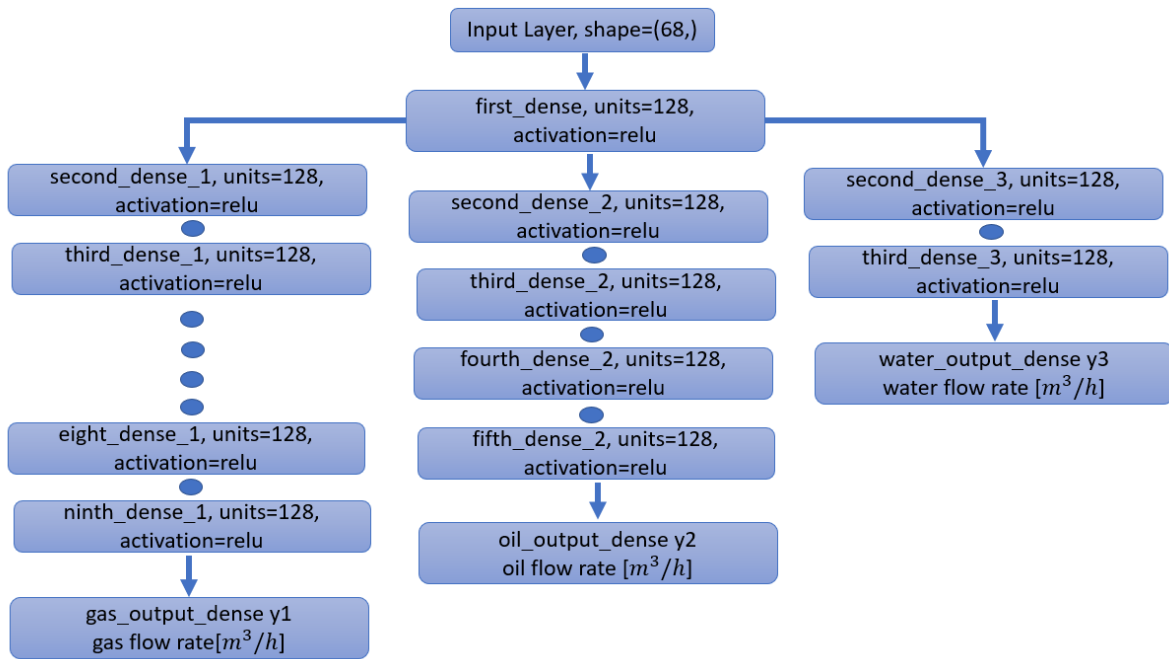 Input Layer, shape=(68,)
first_dense, units=128,
activation=relu
second_dense_1, units=128,
activation=relu
third_dense_1, units=128,
activation=relu
eight_dense_1, units=128,
activation=relu
ninth_dense_1, units=128,
activation=relu
gas_output_dense y1
gas flow rate[m³/h]
second_dense_2, units=128,
activation=relu
third_dense_2, units=128,
activation=relu
fourth_dense_2, units=128,
activation=relu
fifth_dense_2, units=128,
activation=relu
oil_output_dense y2
oil flow rate [m³/h]
second_dense_3, units=128,
activation=relu
third_dense_3, units=128,
activation=relu
water_output_dense y3
water flow rate [m³/h]